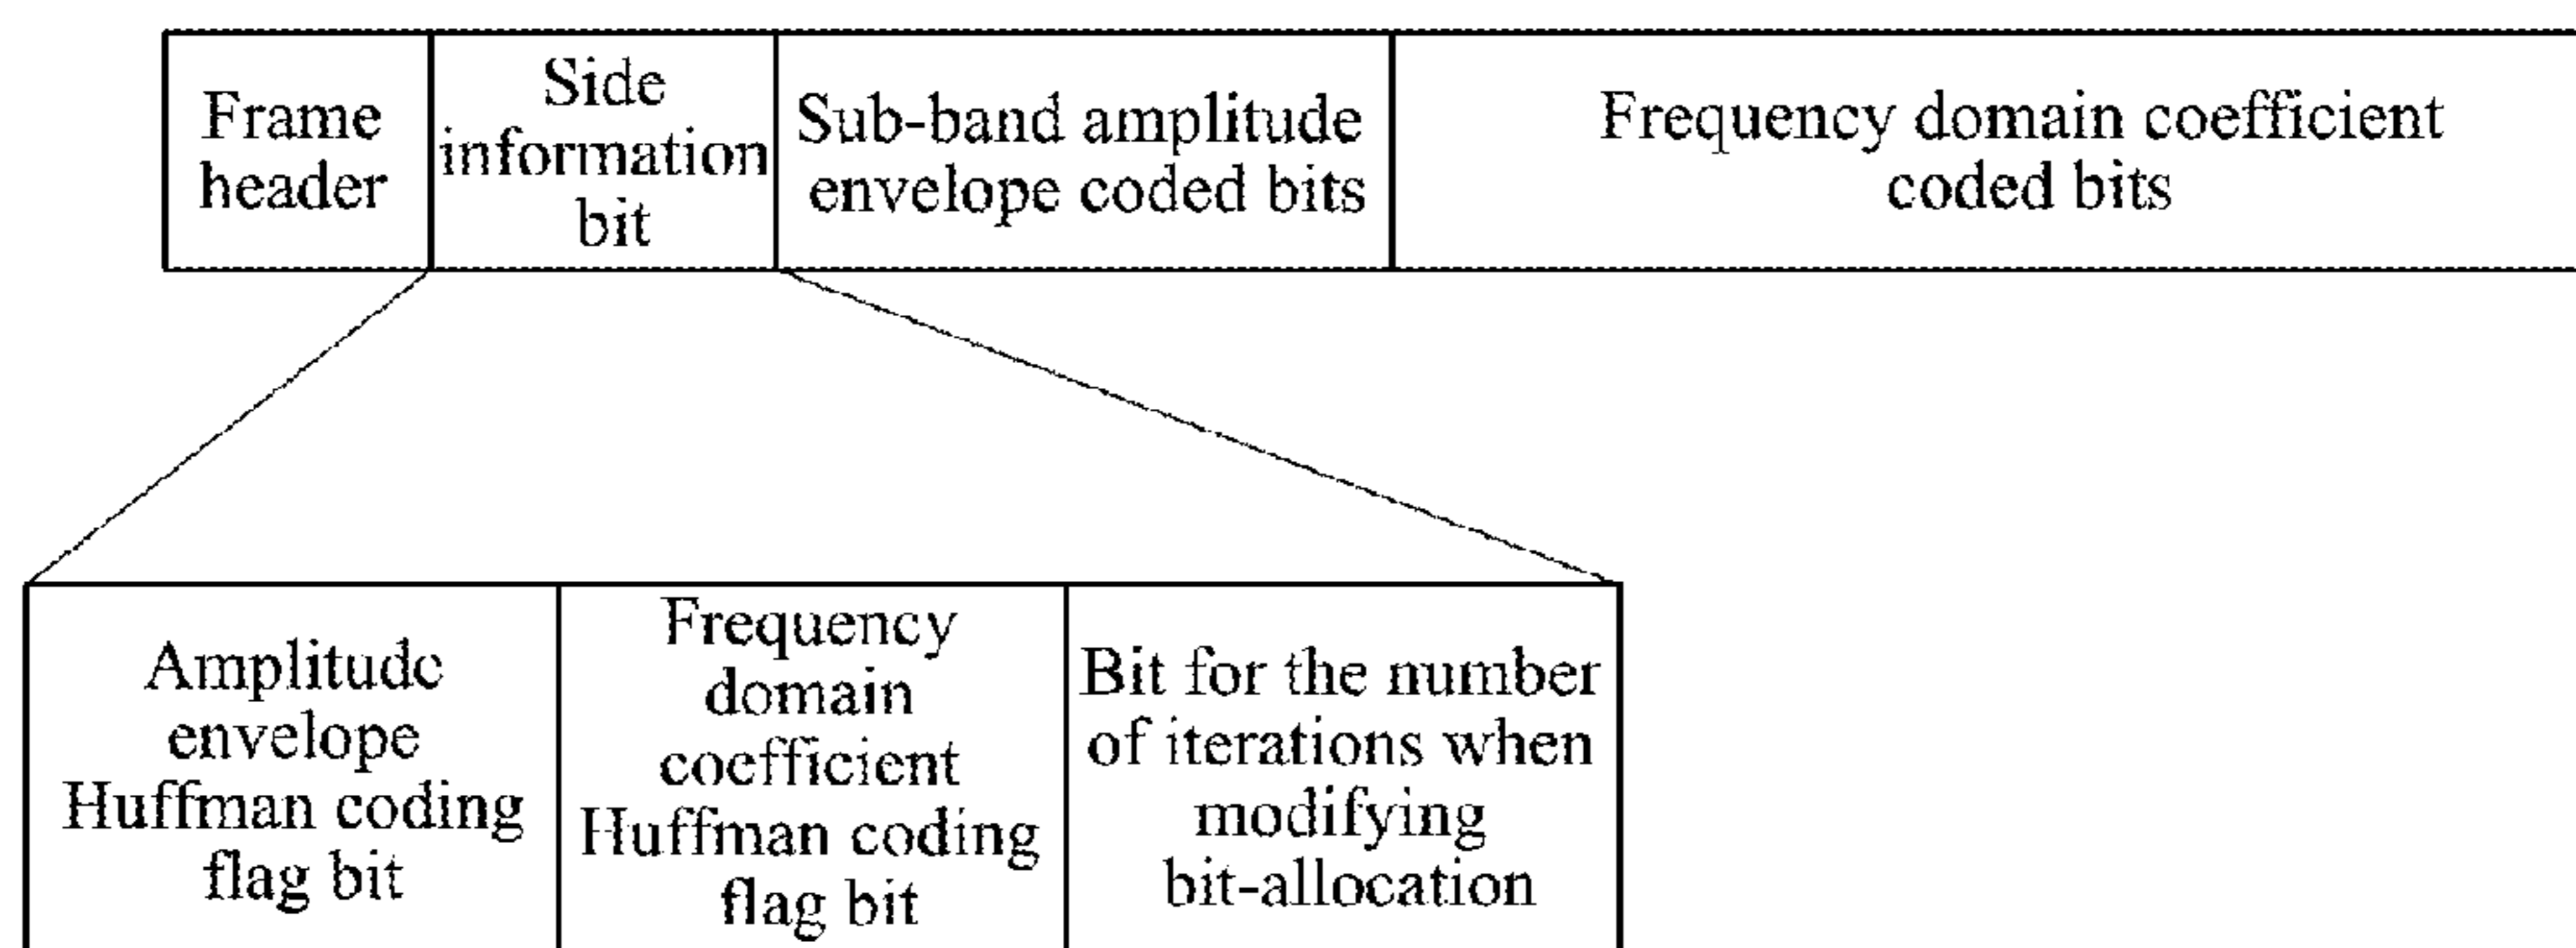 Frame
header
Side
information
bit
Sub-band amplitude
envelope coded bits
Frequency domain coefficient
coded bits
Amplitude
envelope
Huffman coding
flag bit
Frequency
domain
coefficient
Huffman coding
flag bit
Bit for the number
of iterations when
modifying
bit-allocation